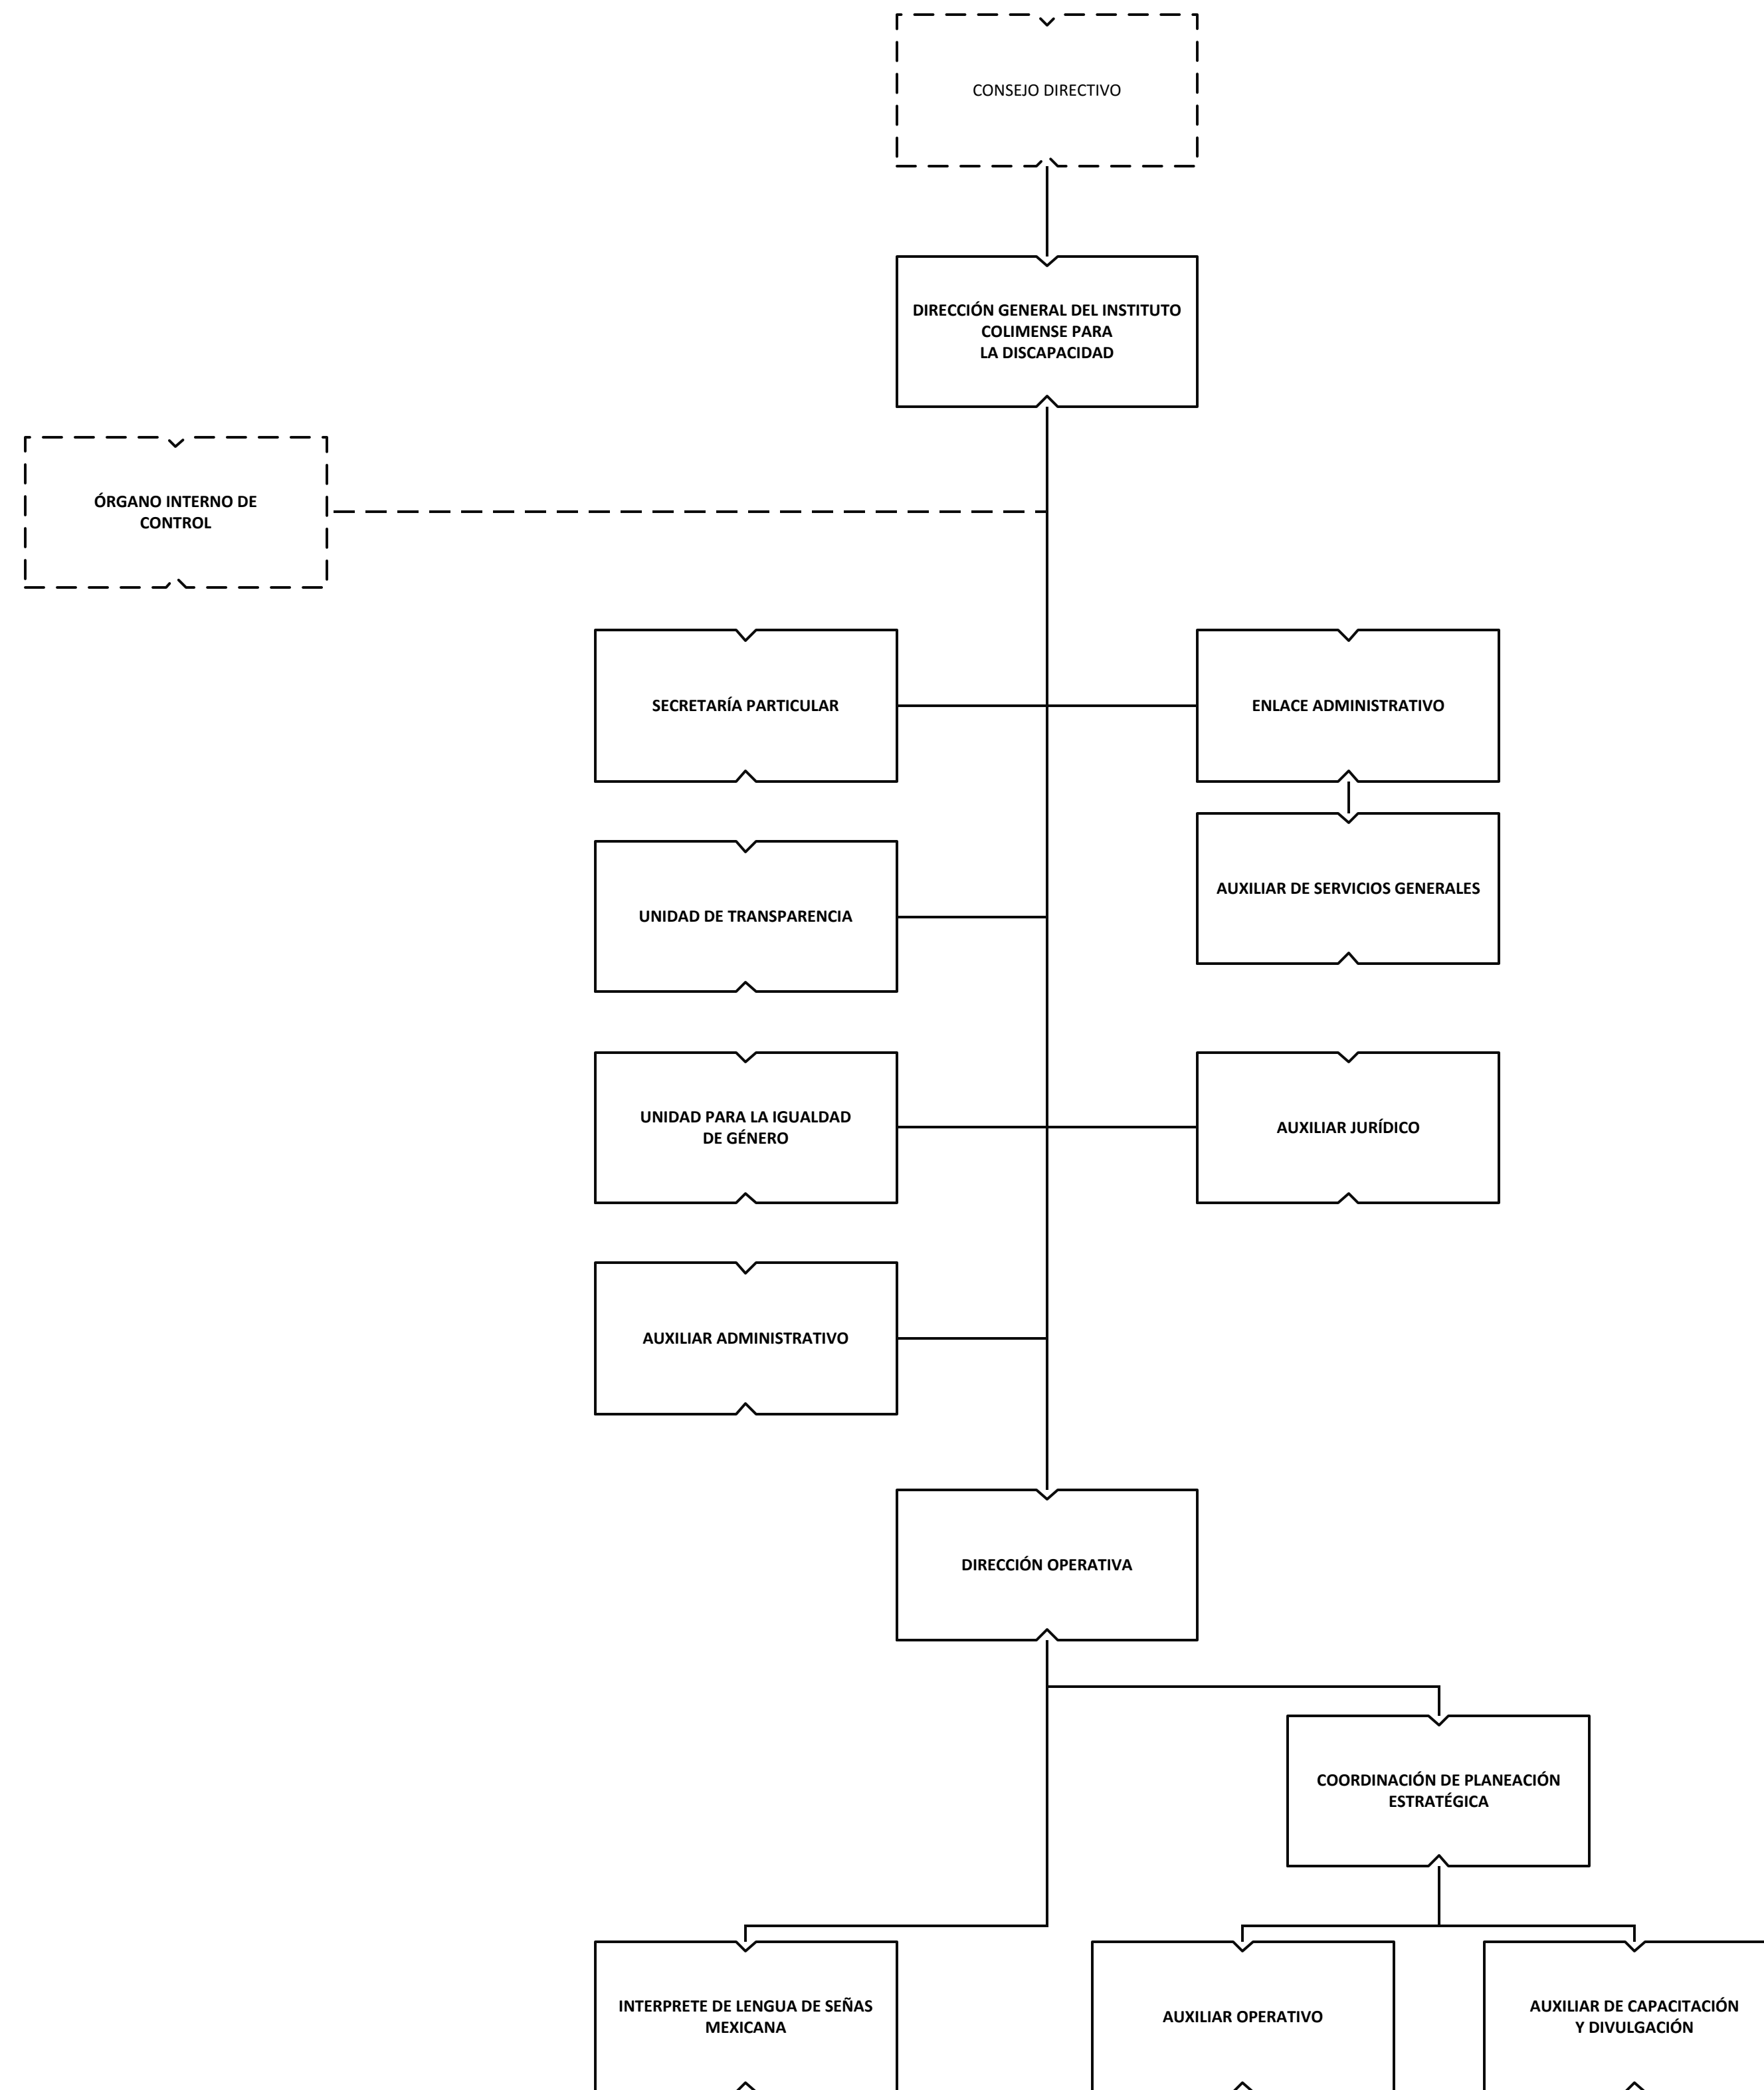 CONSEJO DIRECTIVO
DIRECCIÓN GENERAL DEL INSTITUTO
COLIMENSE PARA
LA DISCAPACIDAD
ÓRGANO INTERNO DE
CONTROL
SECRETARÍA PARTICULAR
ENLACE ADMINISTRATIVO
AUXILIAR DE SERVICIOS GENERALES
UNIDAD DE TRANSPARENCIA
UNIDAD PARA LA IGUALDAD
DE GÉNERO
AUXILIAR JURÍDICO
AUXILIAR ADMINISTRATIVO
DIRECCIÓN OPERATIVA
COORDINACIÓN DE PLANEACIÓN
ESTRATÉGICA
INTERPRETE DE LENGUA DE SEÑAS
MEXICANA
AUXILIAR OPERATIVO
AUXILIAR DE CAPACITACIÓN
Y DIVULGACIÓN